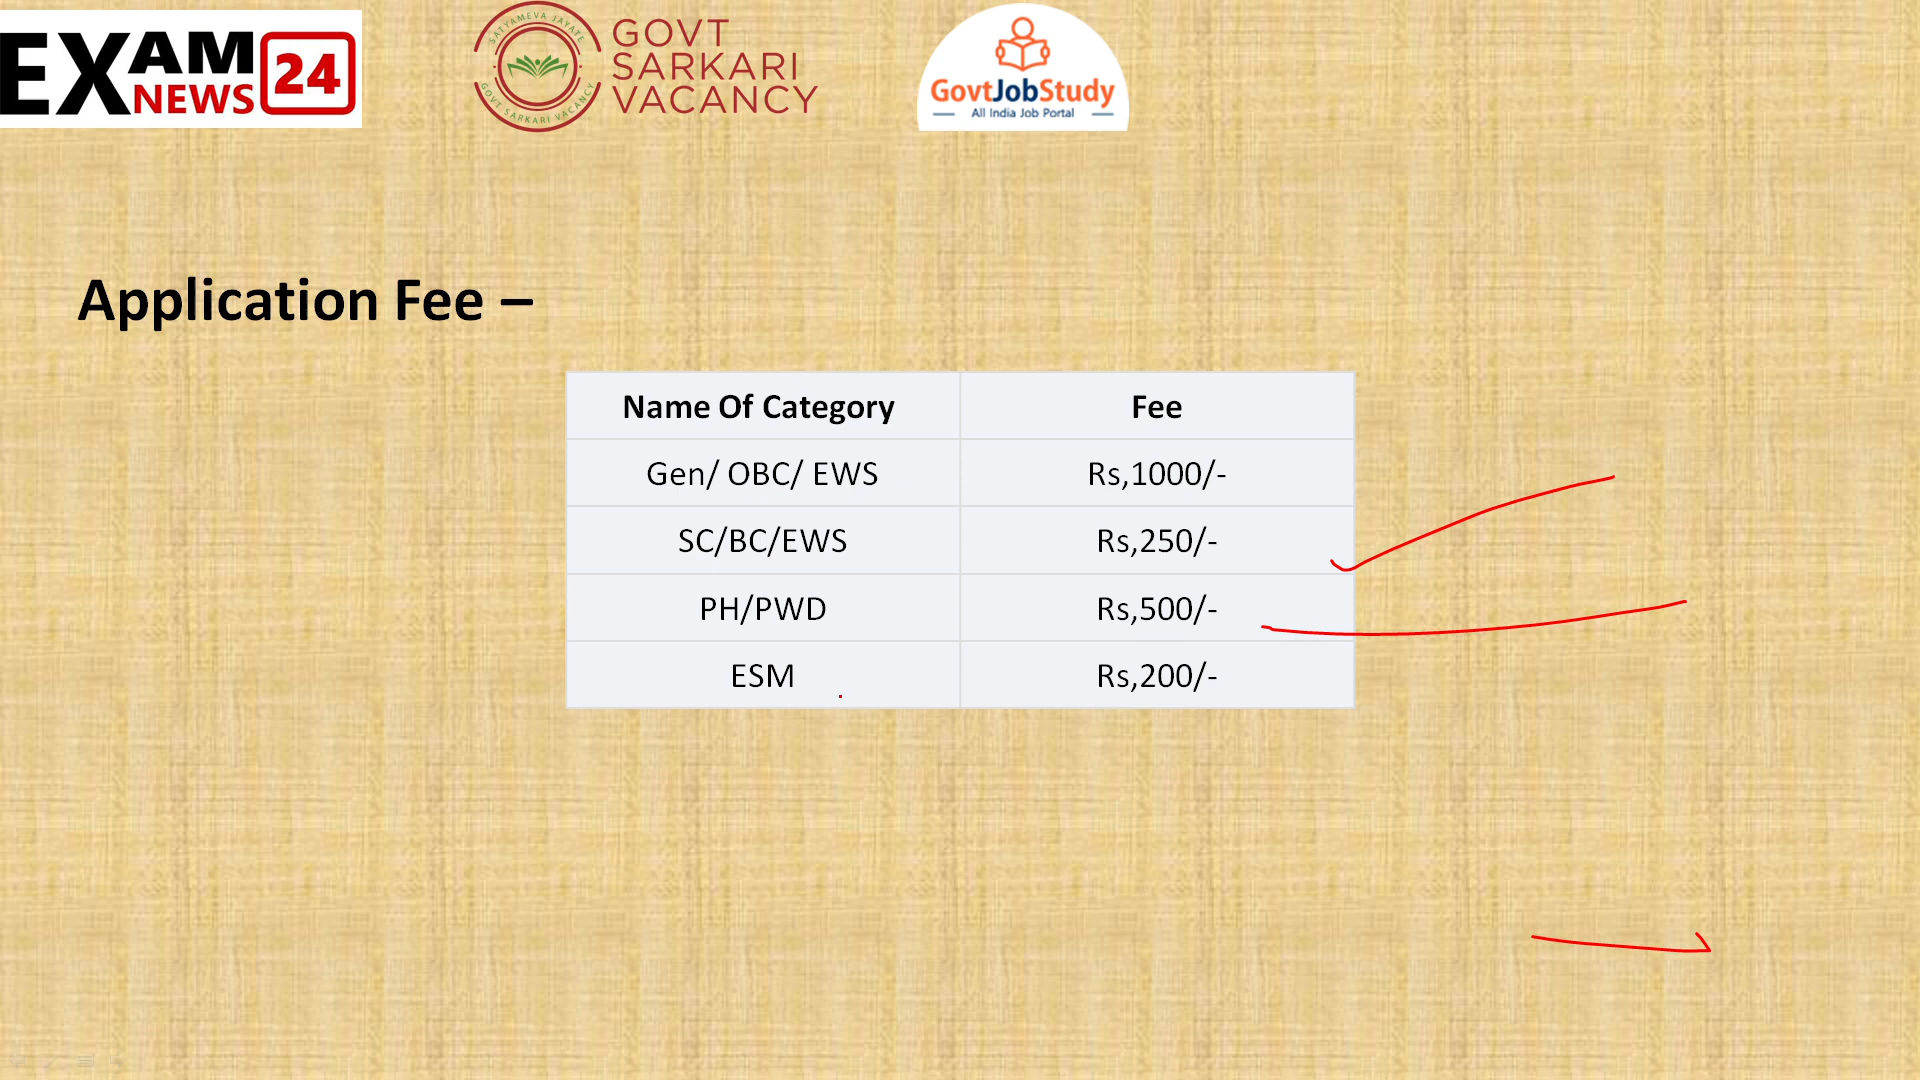 EXAM
NEWS 24
SATYAMEVA JAYATE
GOVT SARKARI VACANCY
GOVT
SARKARI
VACANCY
GovtJobStudy
All India Job Portal
Application Fee –
Name Of Category Fee
Gen/ OBC/ EWS Rs,1000/-
SC/BC/EWS Rs,250/-
PH/PWD Rs,500/-
ESM Rs,200/-